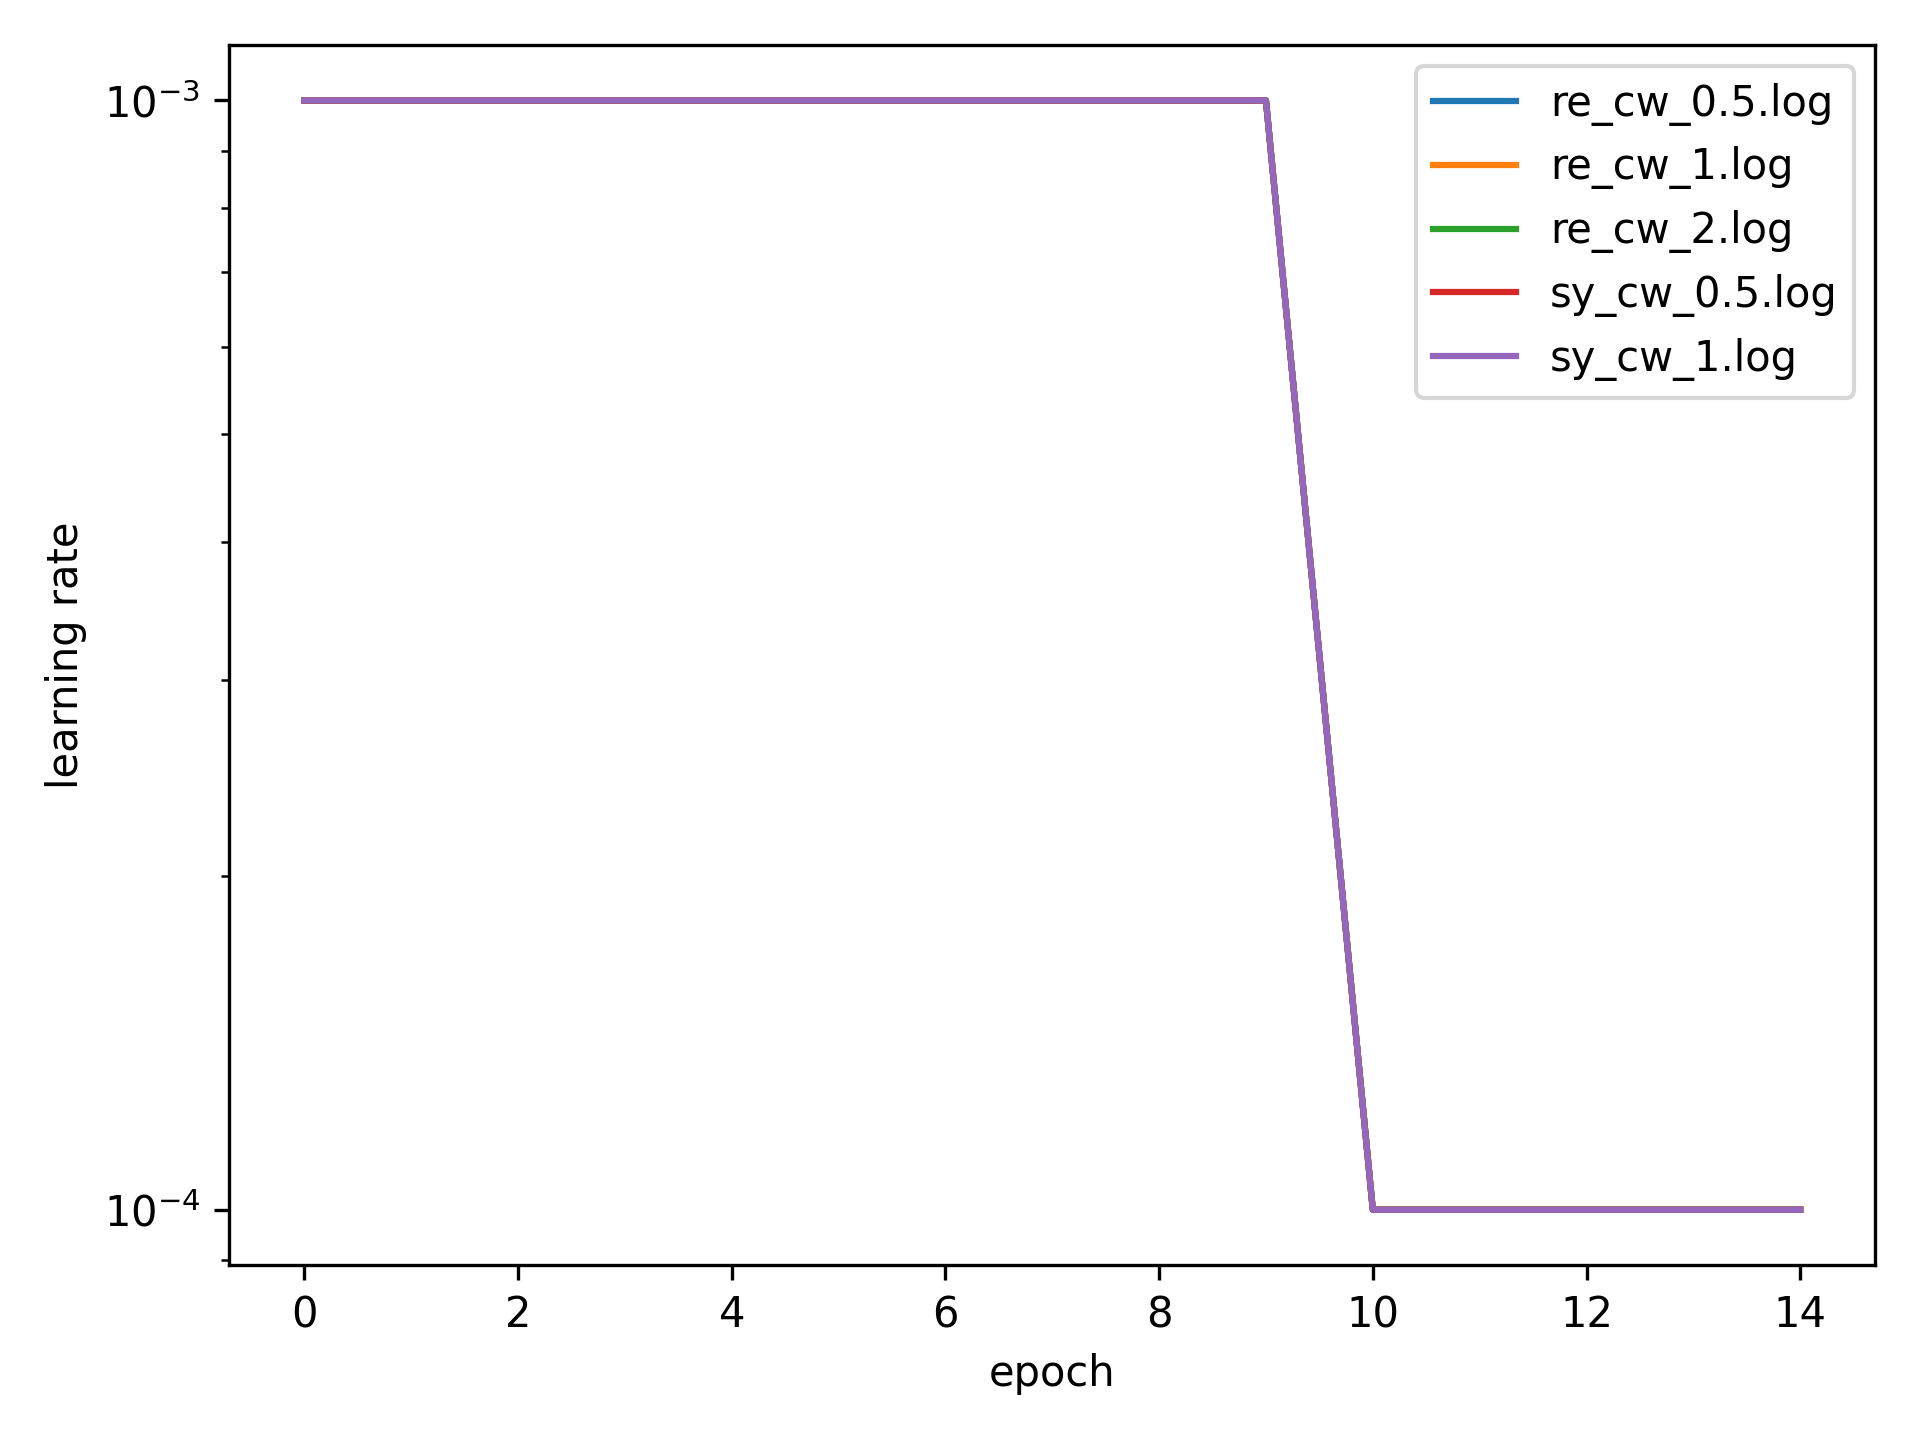 10⁻³
10⁻⁴
learning rate
0 2 4 6 8 10 12 14
epoch
re_cw_0.5.log
re_cw_1.log
re_cw_2.log
sy_cw_0.5.log
sy_cw_1.log